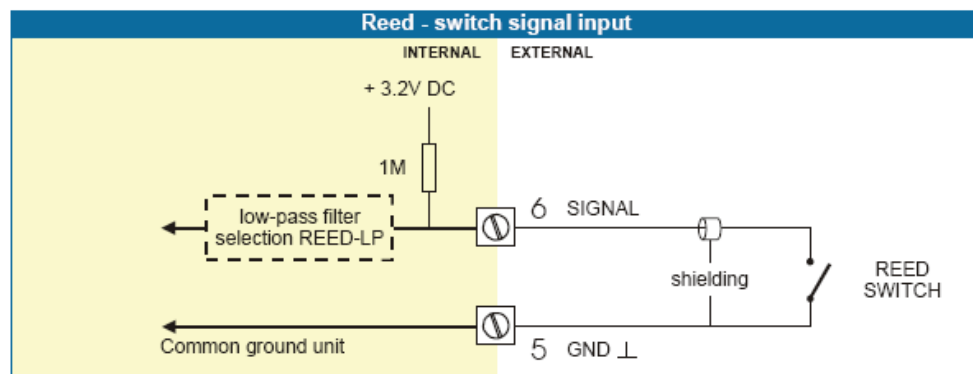 Reed - switch signal input
INTERNAL
EXTERNAL
+ 3.2V DC
1M
low-pass filter
selection REED-LP
6 SIGNAL
shielding
REED
SWITCH
Common ground unit
5 GND ⊥